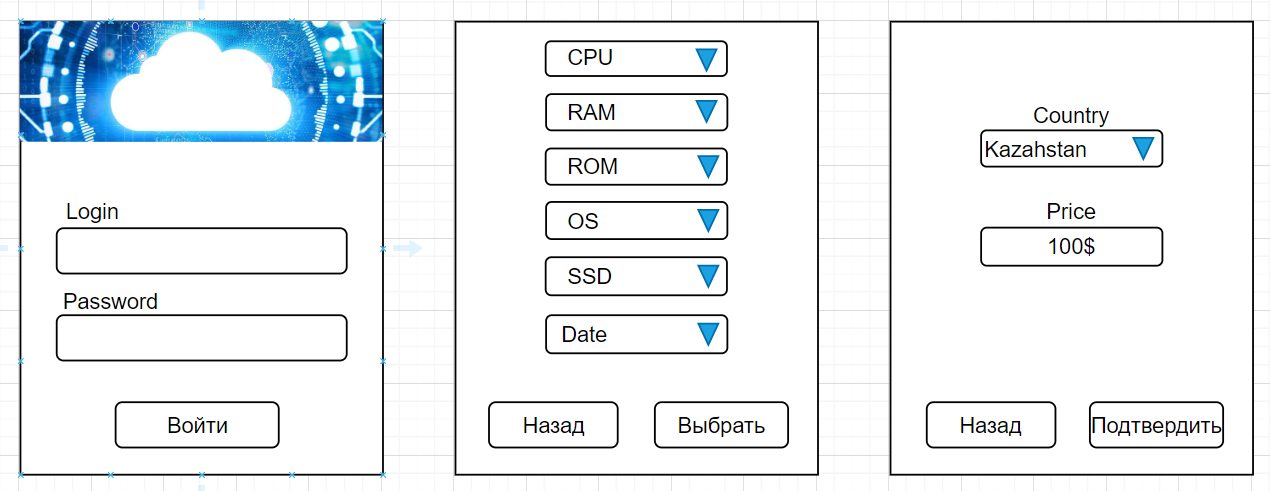 Login
Password
Войти
CPU
RAM
ROM
OS
SSD
Date
Назад
Выбрать
Country
Kazahstan
Price
100$
Назад
Подтвердить